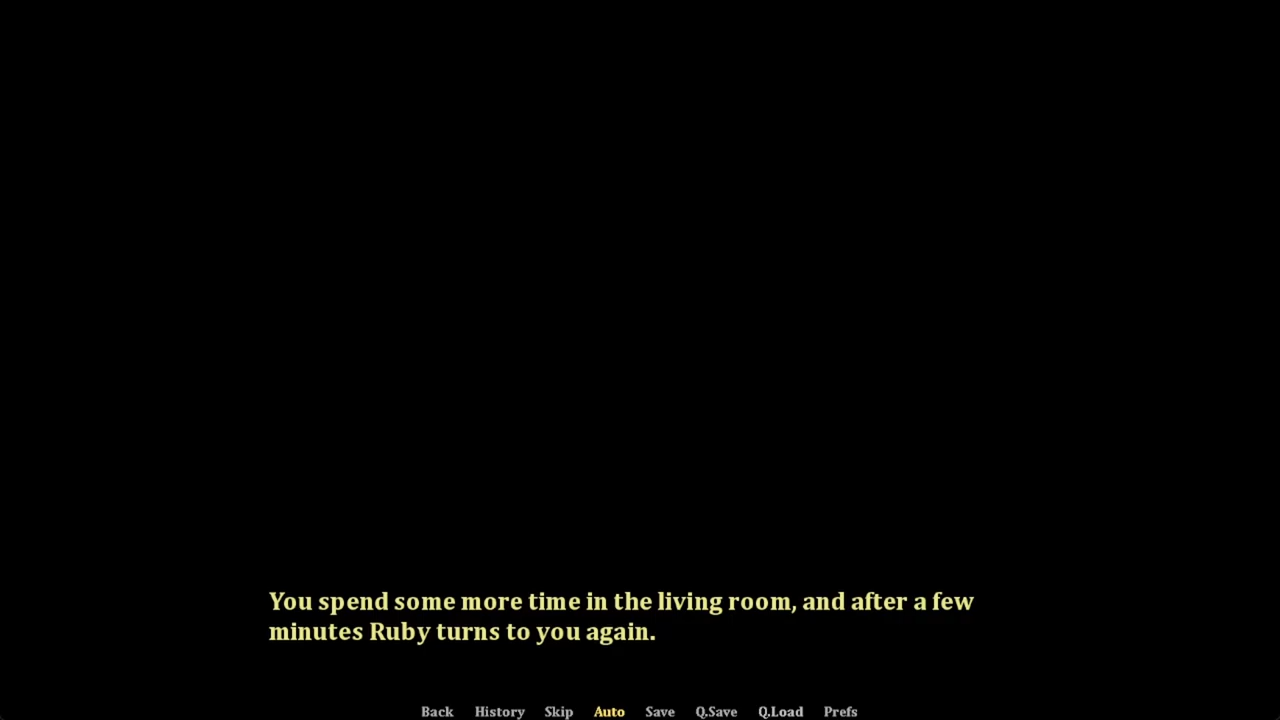 You spend some more time in the living room, and after a few
minutes Ruby turns to you again.
Back History Skip Auto Save Q.Save Q.Load Prefs